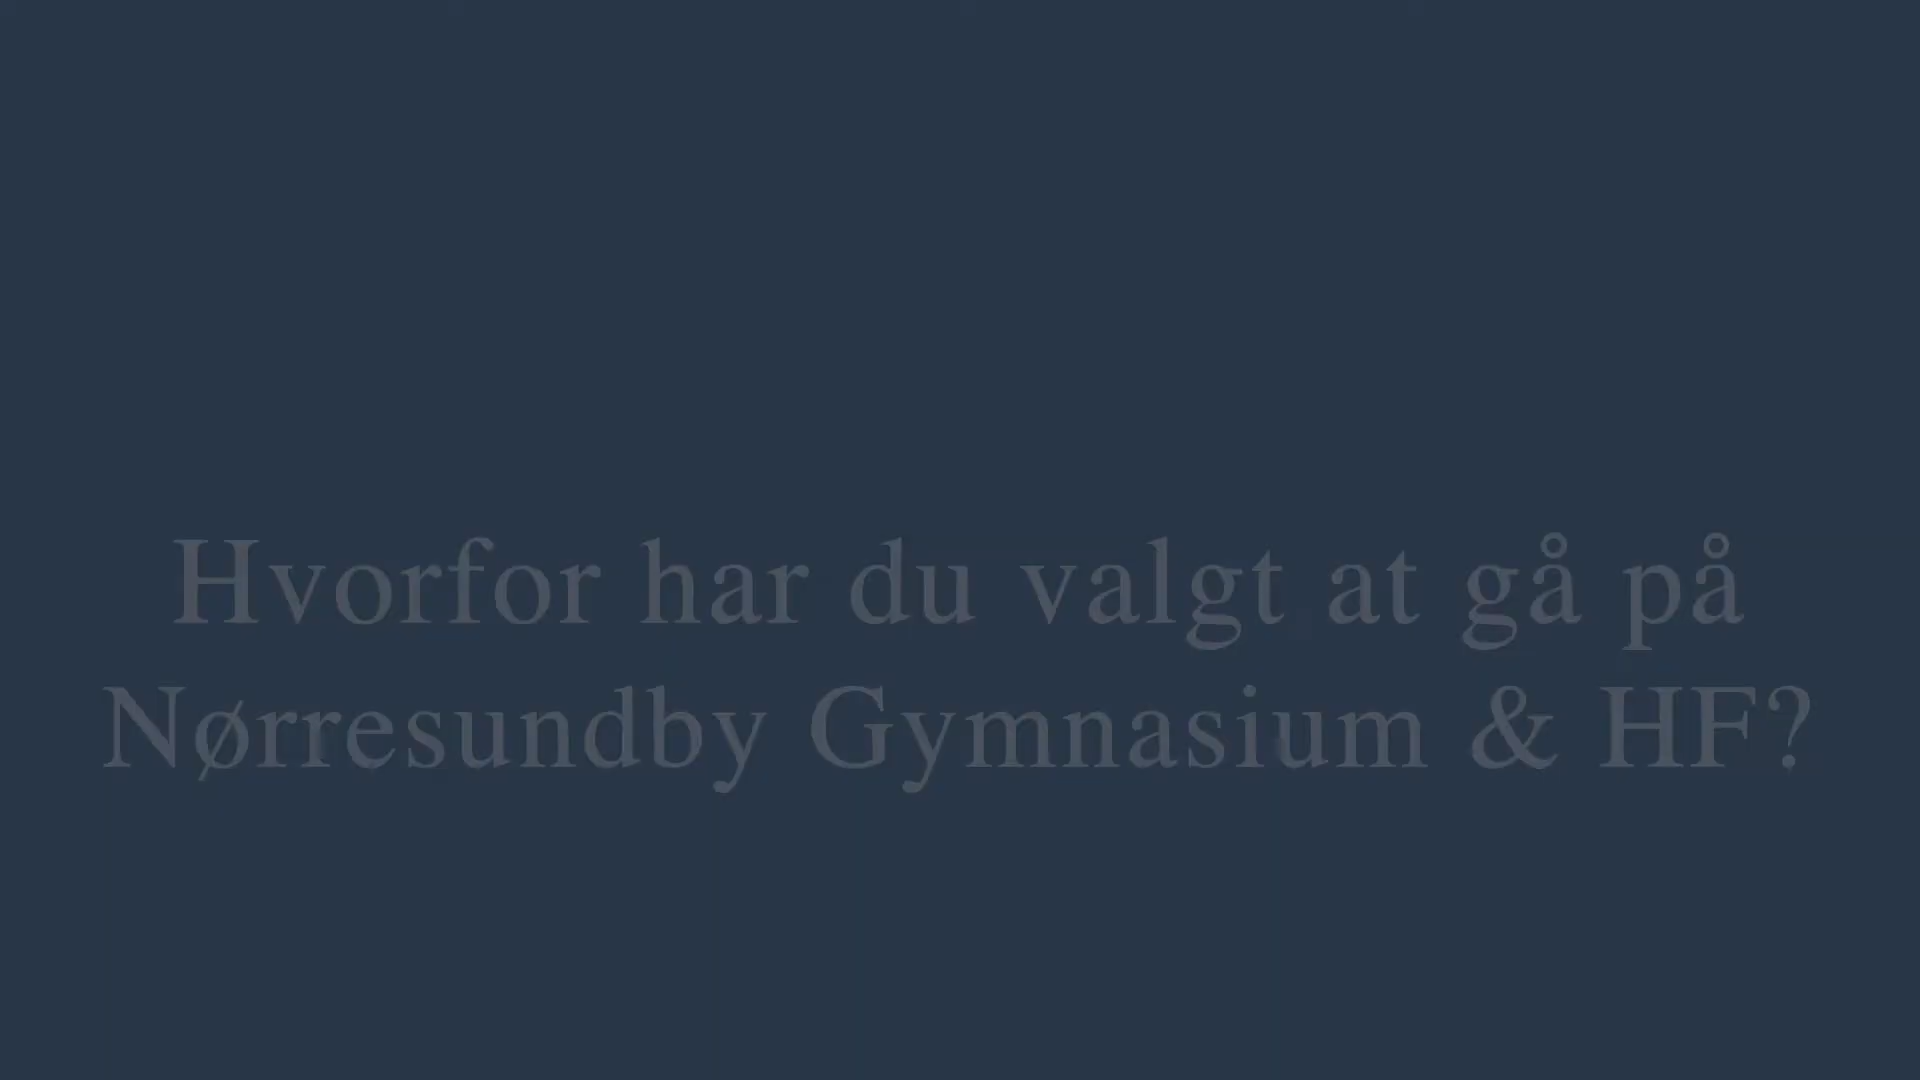 Hvorfor har du valgt at gå på
Nørresundby Gymnasium & HF?